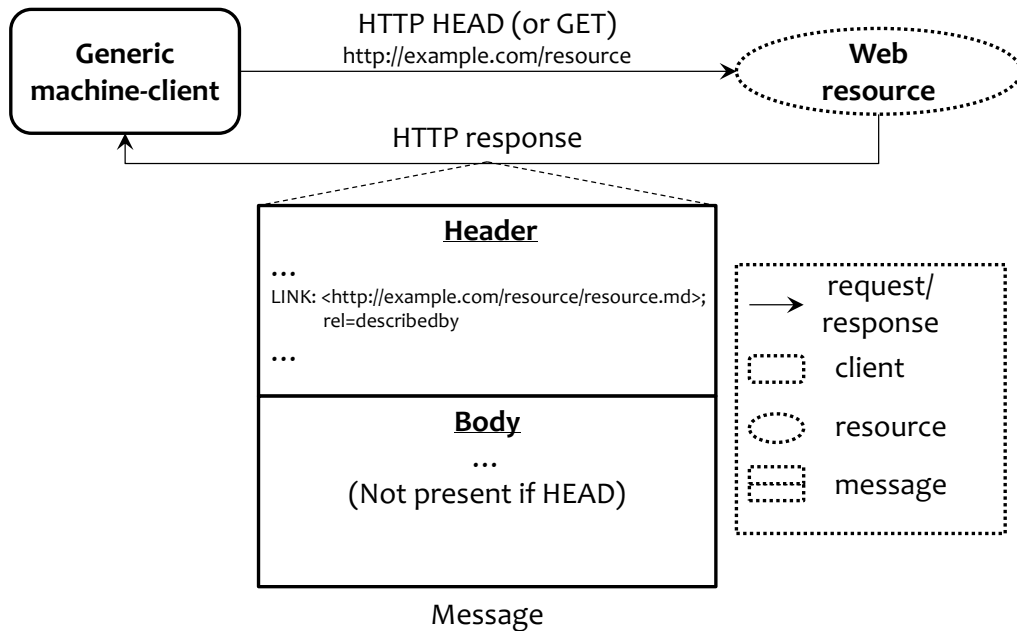 HTTP HEAD (or GET)
http://example.com/resource
Generic
machine-client
Web
resource
HTTP response
Header
...
LINK: <http://example.com/resource/resource.md>;
rel=describedby
...
Body
...
(Not present if HEAD)
Message
request/
response
client
resource
message